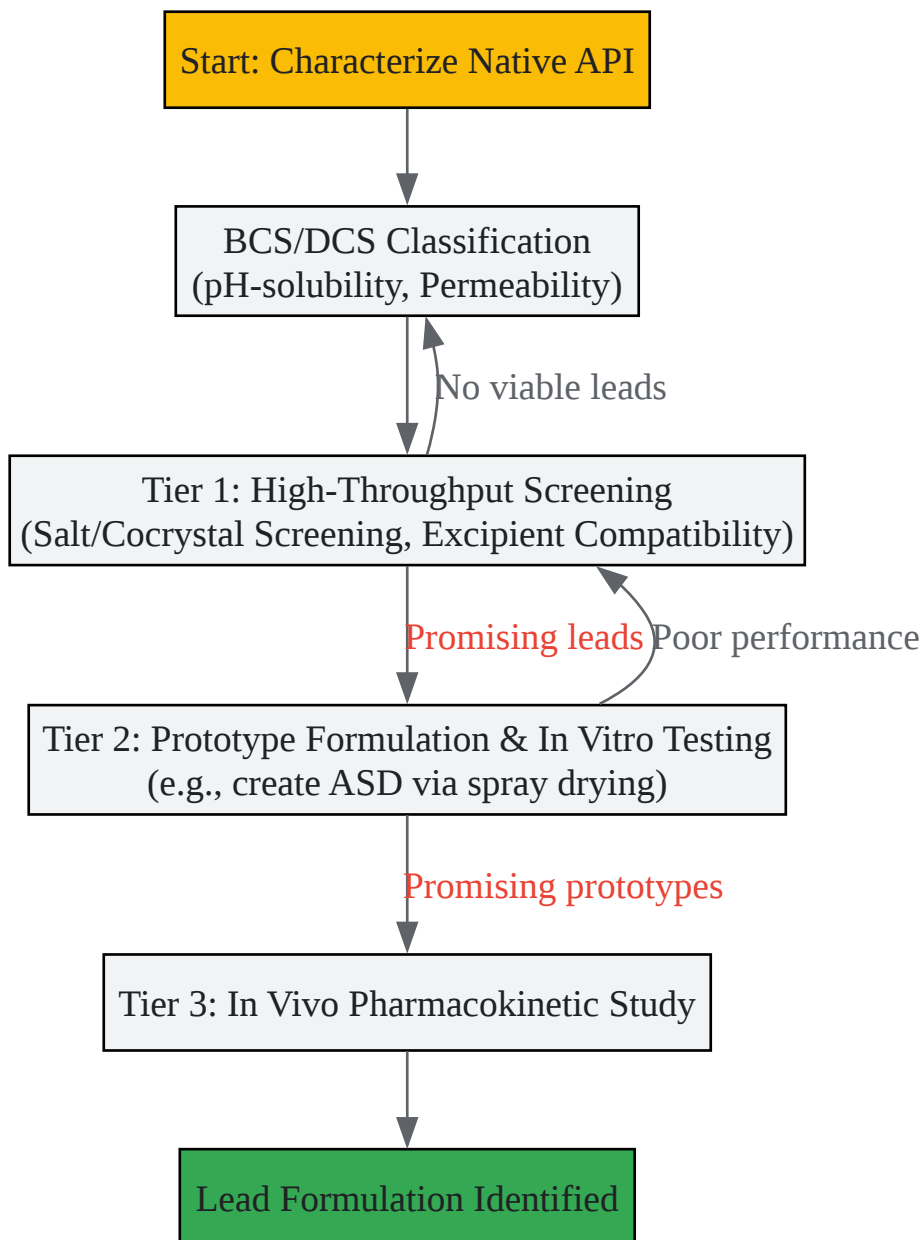 Start: Characterize Native API
BCS/DCS Classification
(pH-solubility, Permeability)
No viable leads
Tier 1: High-Throughput Screening
(Salt/Cocrystal Screening, Excipient Compatibility)
Promising leads
Poor performance
Tier 2: Prototype Formulation & In Vitro Testing
(e.g., create ASD via spray drying)
Promising prototypes
Tier 3: In Vivo Pharmacokinetic Study
Lead Formulation Identified